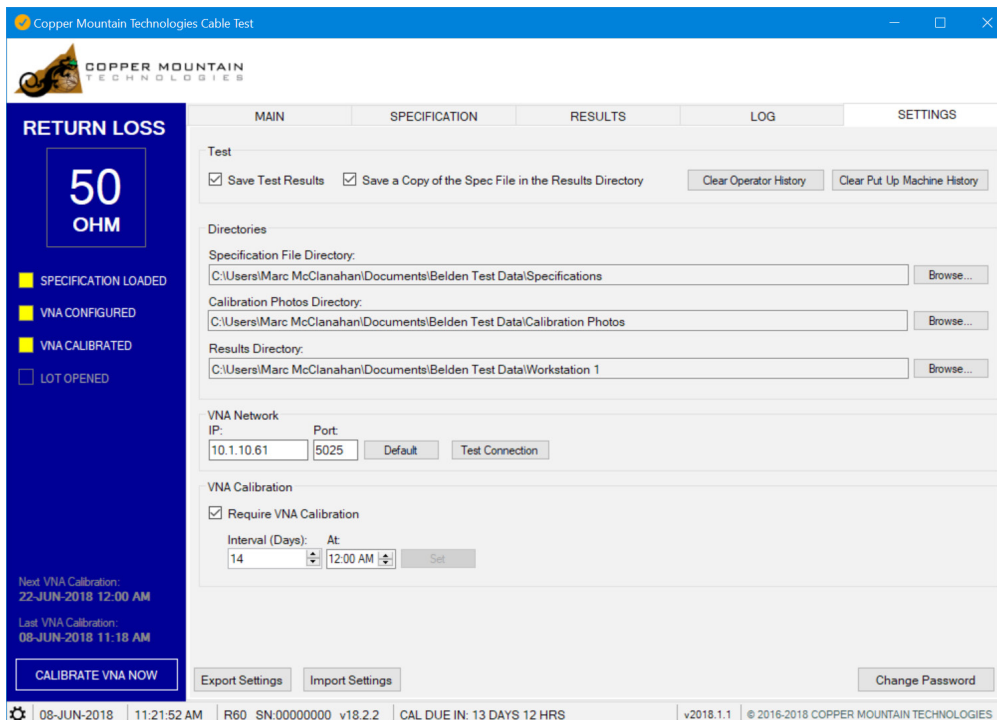 Copper Mountain Technologies Cable Test
COPPER MOUNTAIN
TECHNOLOGIES
RETURN LOSS
50
OHM
SPECIFICATION LOADED
VNA CONFIGURED
VNA CALIBRATED
LOT OPENED
Next VNA Calibration:
22-JUN-2018 12:00 AM
Last VNA Calibration:
08-JUN-2018 11:18 AM
CALIBRATE VNA NOW
MAIN SPECIFICATION RESULTS LOG SETTINGS
Test
Save Test Results Save a Copy of the Spec File in the Results Directory Clear Operator History Clear Put Up Machine History
Directories
Specification File Directory:
C:\Users\Marc McClanahan\Documents\Belden Test Data\Specifications Browse...
Calibration Photos Directory:
C:\Users\Marc McClanahan\Documents\Belden Test Data\Calibration Photos Browse...
Results Directory:
C:\Users\Marc McClanahan\Documents\Belden Test Data\Workstation 1 Browse...
VNA Network
IP: Port:
10.1.10.61 5025 Default Test Connection
VNA Calibration
Require VNA Calibration
Interval (Days): At:
14 12:00 AM Set
Export Settings Import Settings Change Password
08-JUN-2018 11:21:52 AM R60 SN:00000000 v18.2.2 CAL DUE IN: 13 DAYS 12 HRS v2018.1.1 © 2016-2018 COPPER MOUNTAIN TECHNOLOGIES